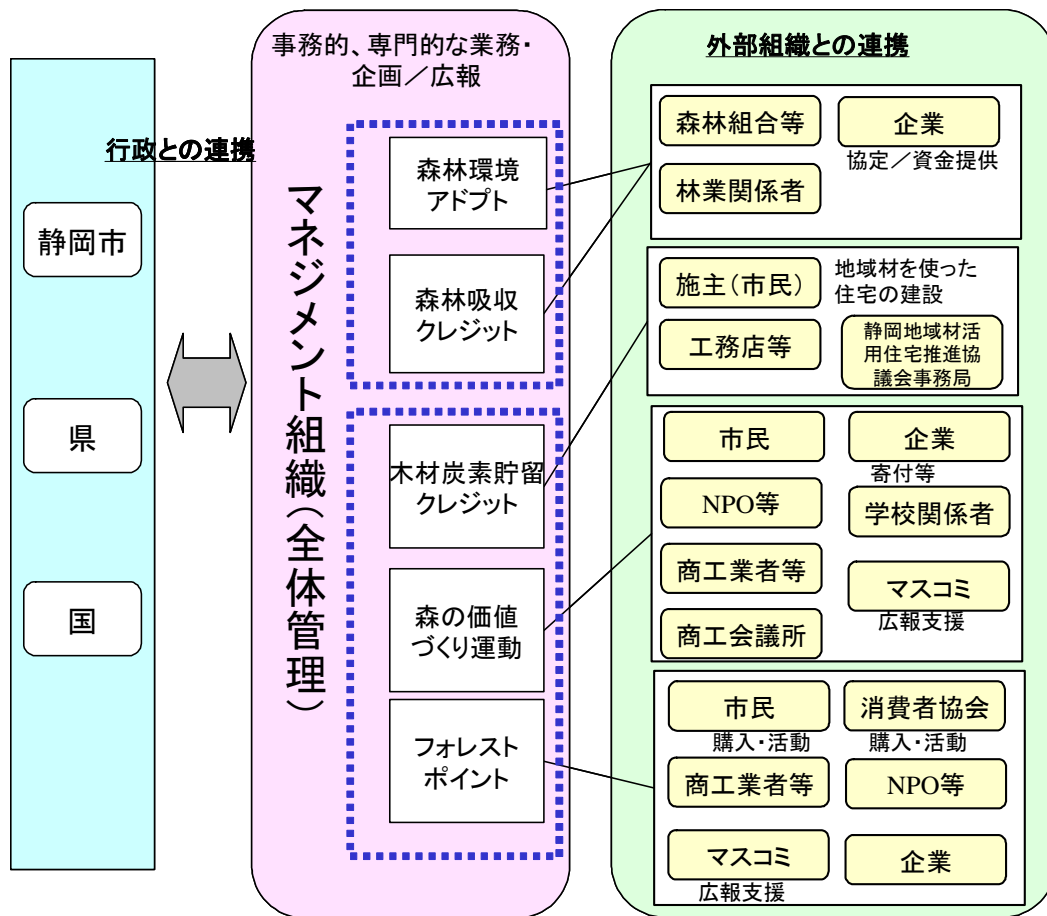 行政との連携
静岡市
県
国
事務的、専門的な業務・
企画／広報
マネジメント組織(全体管理)
森林環境
アドプト
森林吸収
クレジット
木材炭素貯留
クレジット
森の価値
づくり運動
フォレスト
ポイント
外部組織との連携
森林組合等
企業
協定／資金提供
林業関係者
施主(市民)
地域材を使った
住宅の建設
工務店等
静岡地域材活
用住宅推進協
議会事務局
市民
企業
寄付等
NPO等
学校関係者
商工業者等
マスコミ
広報支援
商工会議所
市民
購入・活動
消費者協会
購入・活動
商工業者等
NPO等
マスコミ
広報支援
企業